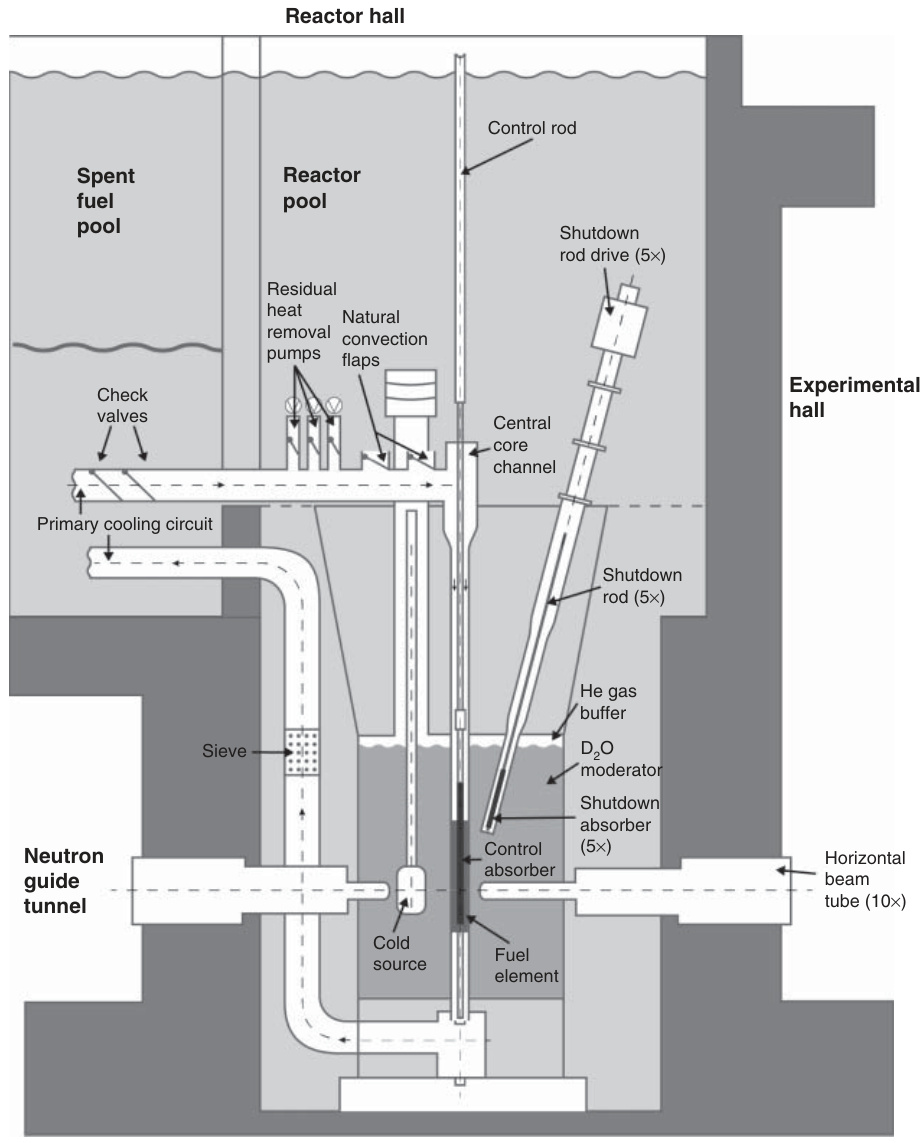 Reactor hall
Control rod
Spent
fuel
pool
Reactor
pool
Shutdown
rod drive (5×)
Residual
heat
removal
pumps
Natural
convection
flaps
Experimental
hall
Check
valves
Central
core
channel
Primary cooling circuit
Shutdown
rod (5×)
He gas
buffer
Sieve
D₂O
moderator
Shutdown
absorber
(5×)
Control
absorber
Neutron
guide
tunnel
Horizontal
beam
tube (10×)
Cold
source
Fuel
element